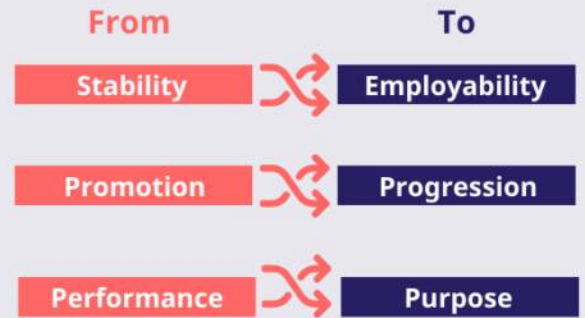 From To
Stability Employability
Promotion Progression
Performance Purpose